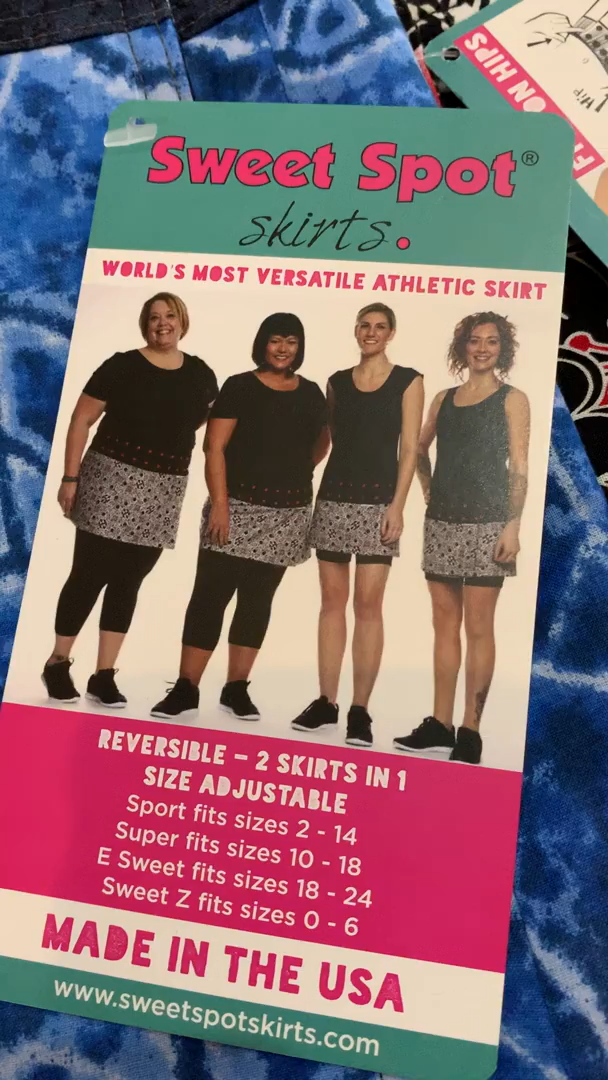 Sweet Spot®
skirts.
WORLD'S MOST VERSATILE ATHLETIC SKIRT
REVERSIBLE – 2 SKIRTS IN 1
SIZE ADJUSTABLE
Sport fits sizes 2 - 14
Super fits sizes 10 - 18
E Sweet fits sizes 18 - 24
Sweet Z fits sizes 0 - 6
MADE IN THE USA
www.sweetspotskirts.com
ON HIPS
HIP